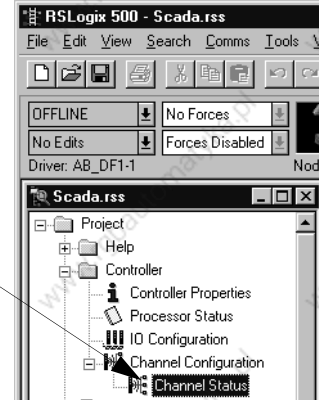 RSLogix 500 - Scada.rss
File Edit View Search Comms Tools
OFFLINE No Forces
No Edits Forces Disabled
Driver: AB_DF1-1 Nod
Scada.rss
Project
Help
Controller
Controller Properties
Processor Status
IO Configuration
Channel Configuration
Channel Status